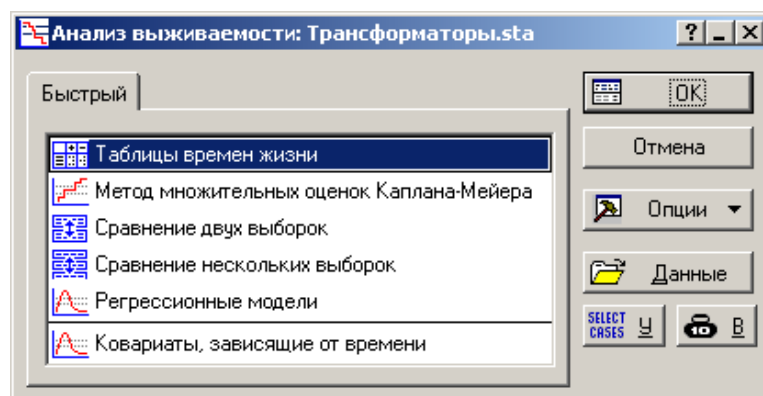 Анализ выживаемости: Трансформаторы.sta
Быстрый
Таблицы времен жизни
Метод множительных оценок Каплана-Мейера
Сравнение двух выборок
Сравнение нескольких выборок
Регрессионные модели
Ковариаты, зависящие от времени
OK
Отмена
Опции
Данные
SELECT CASES У
10 В